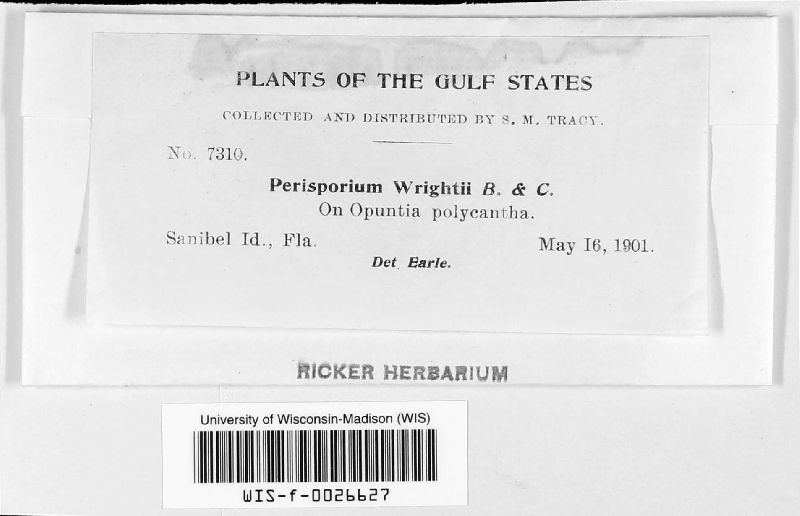 PLANTS OF THE GULF STATES
COLLECTED AND DISTRIBUTED BY S. M. TRACY.
No. 7310.
Perisporium Wrightii B. & C.
On Opuntia polycantha.
Sanibel Id., Fla.
May 16, 1901.
Det. Earle.
RICKER HERBARIUM
University of Wisconsin-Madison (WIS)
WIS-f-0026627